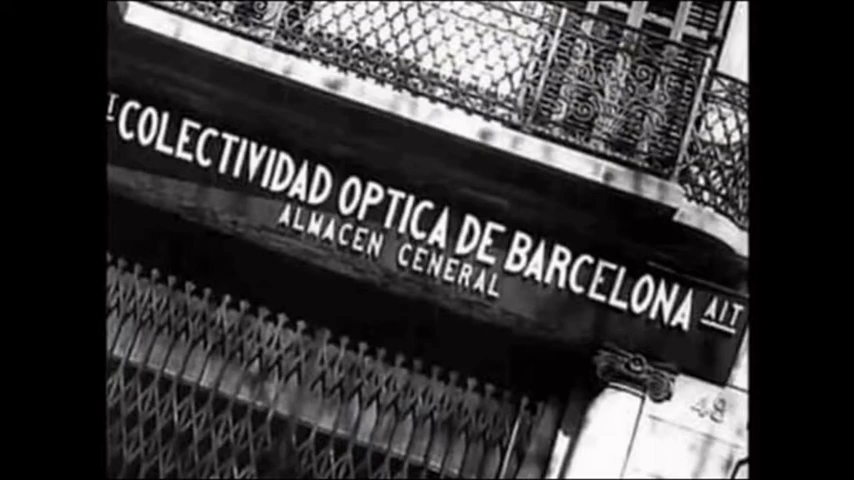 T COLECTIVIDAD OPTICA DE BARCELONA AIT
ALMACEN GENERAL
48